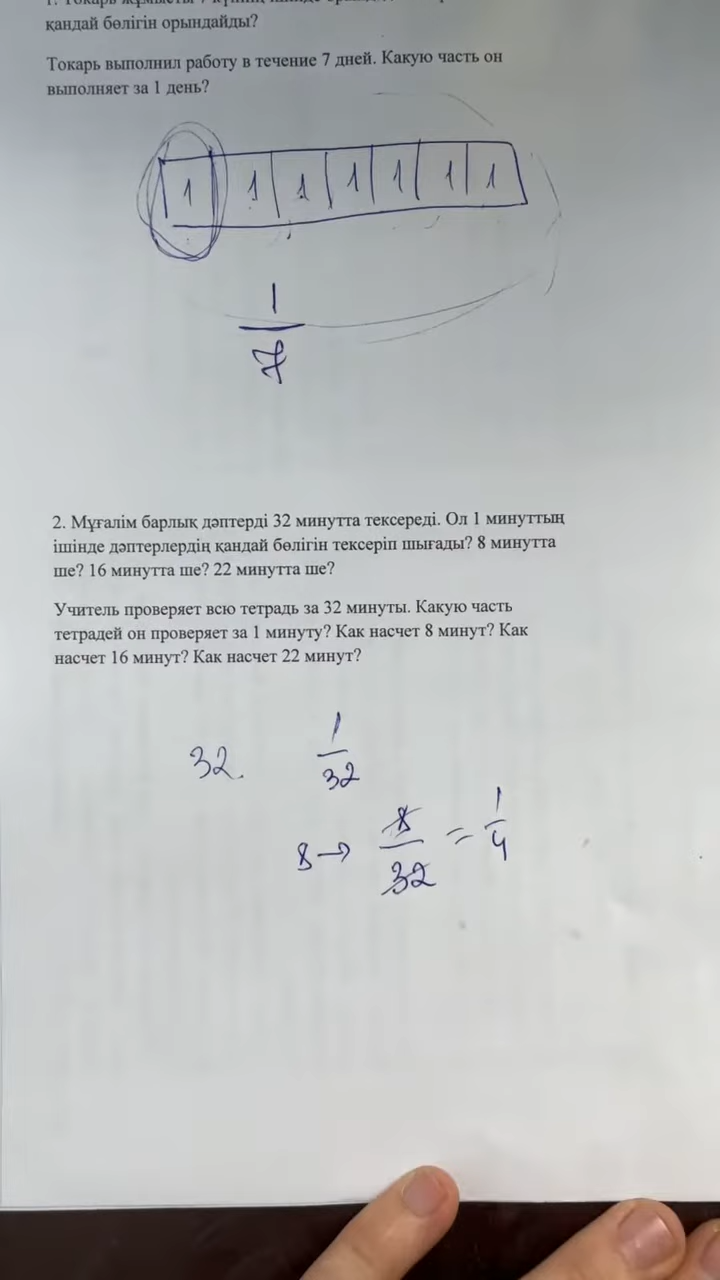 қандай бөлігін орындайды?
Токарь выполнил работу в течение 7 дней. Какую часть он
выполняет за 1 день?
1 1 1 1 1 1 1
1
7
2. Мұғалім барлық дәптерді 32 минутта тексереді. Ол 1 минуттың
ішінде дәптерлердің қандай бөлігін тексеріп шығады? 8 минутта
ше? 16 минутта ше? 22 минутта ше?
Учитель проверяет всю тетрадь за 32 минуты. Какую часть
тетрадей он проверяет за 1 минуту? Как насчет 8 минут? Как
насчет 16 минут? Как насчет 22 минут?
32. 1/32
8→ 8/32 = 1/4